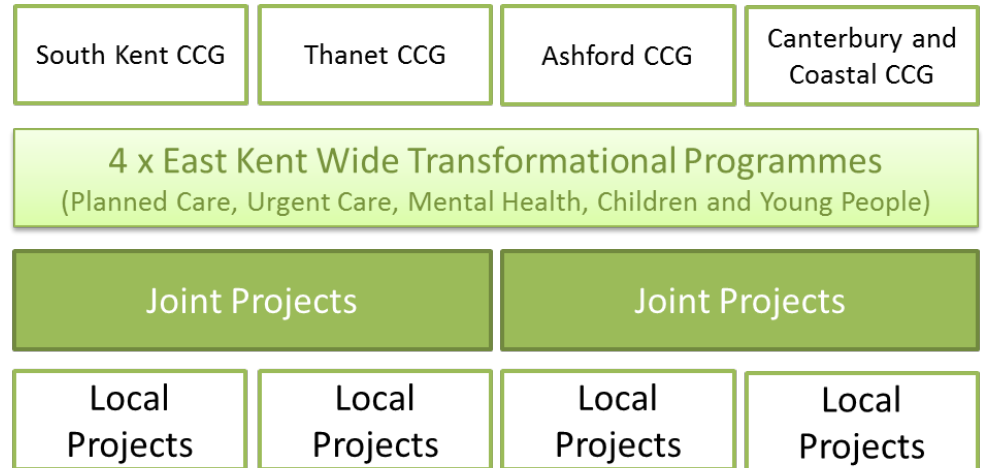 South Kent CCG
Thanet CCG
Ashford CCG
Canterbury and
Coastal CCG
4 x East Kent Wide Transformational Programmes
(Planned Care, Urgent Care, Mental Health, Children and Young People)
Joint Projects
Joint Projects
Local
Projects
Local
Projects
Local
Projects
Local
Projects